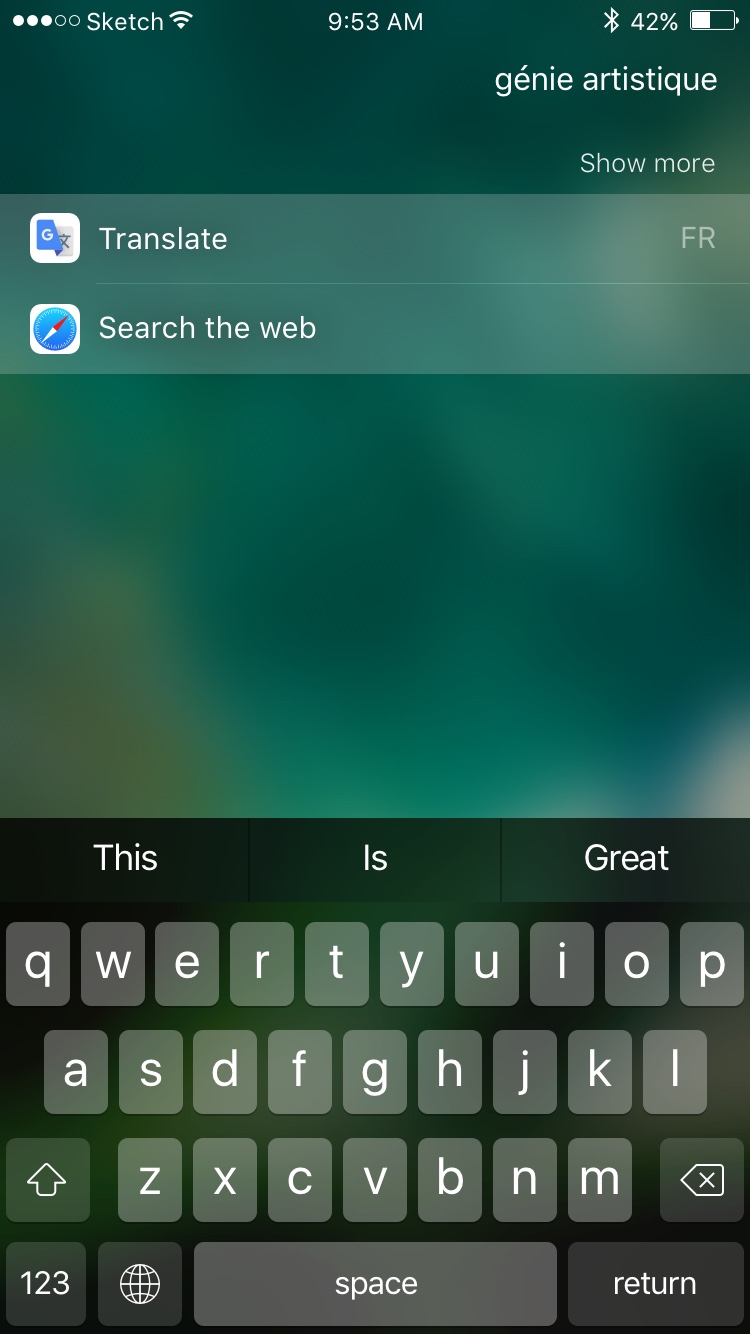 Sketch 9:53 AM 42%
génie artistique
Show more
Translate FR
Search the web
This Is Great
q w e r t y u i o p
a s d f g h j k l
z x c v b n m
123 space return